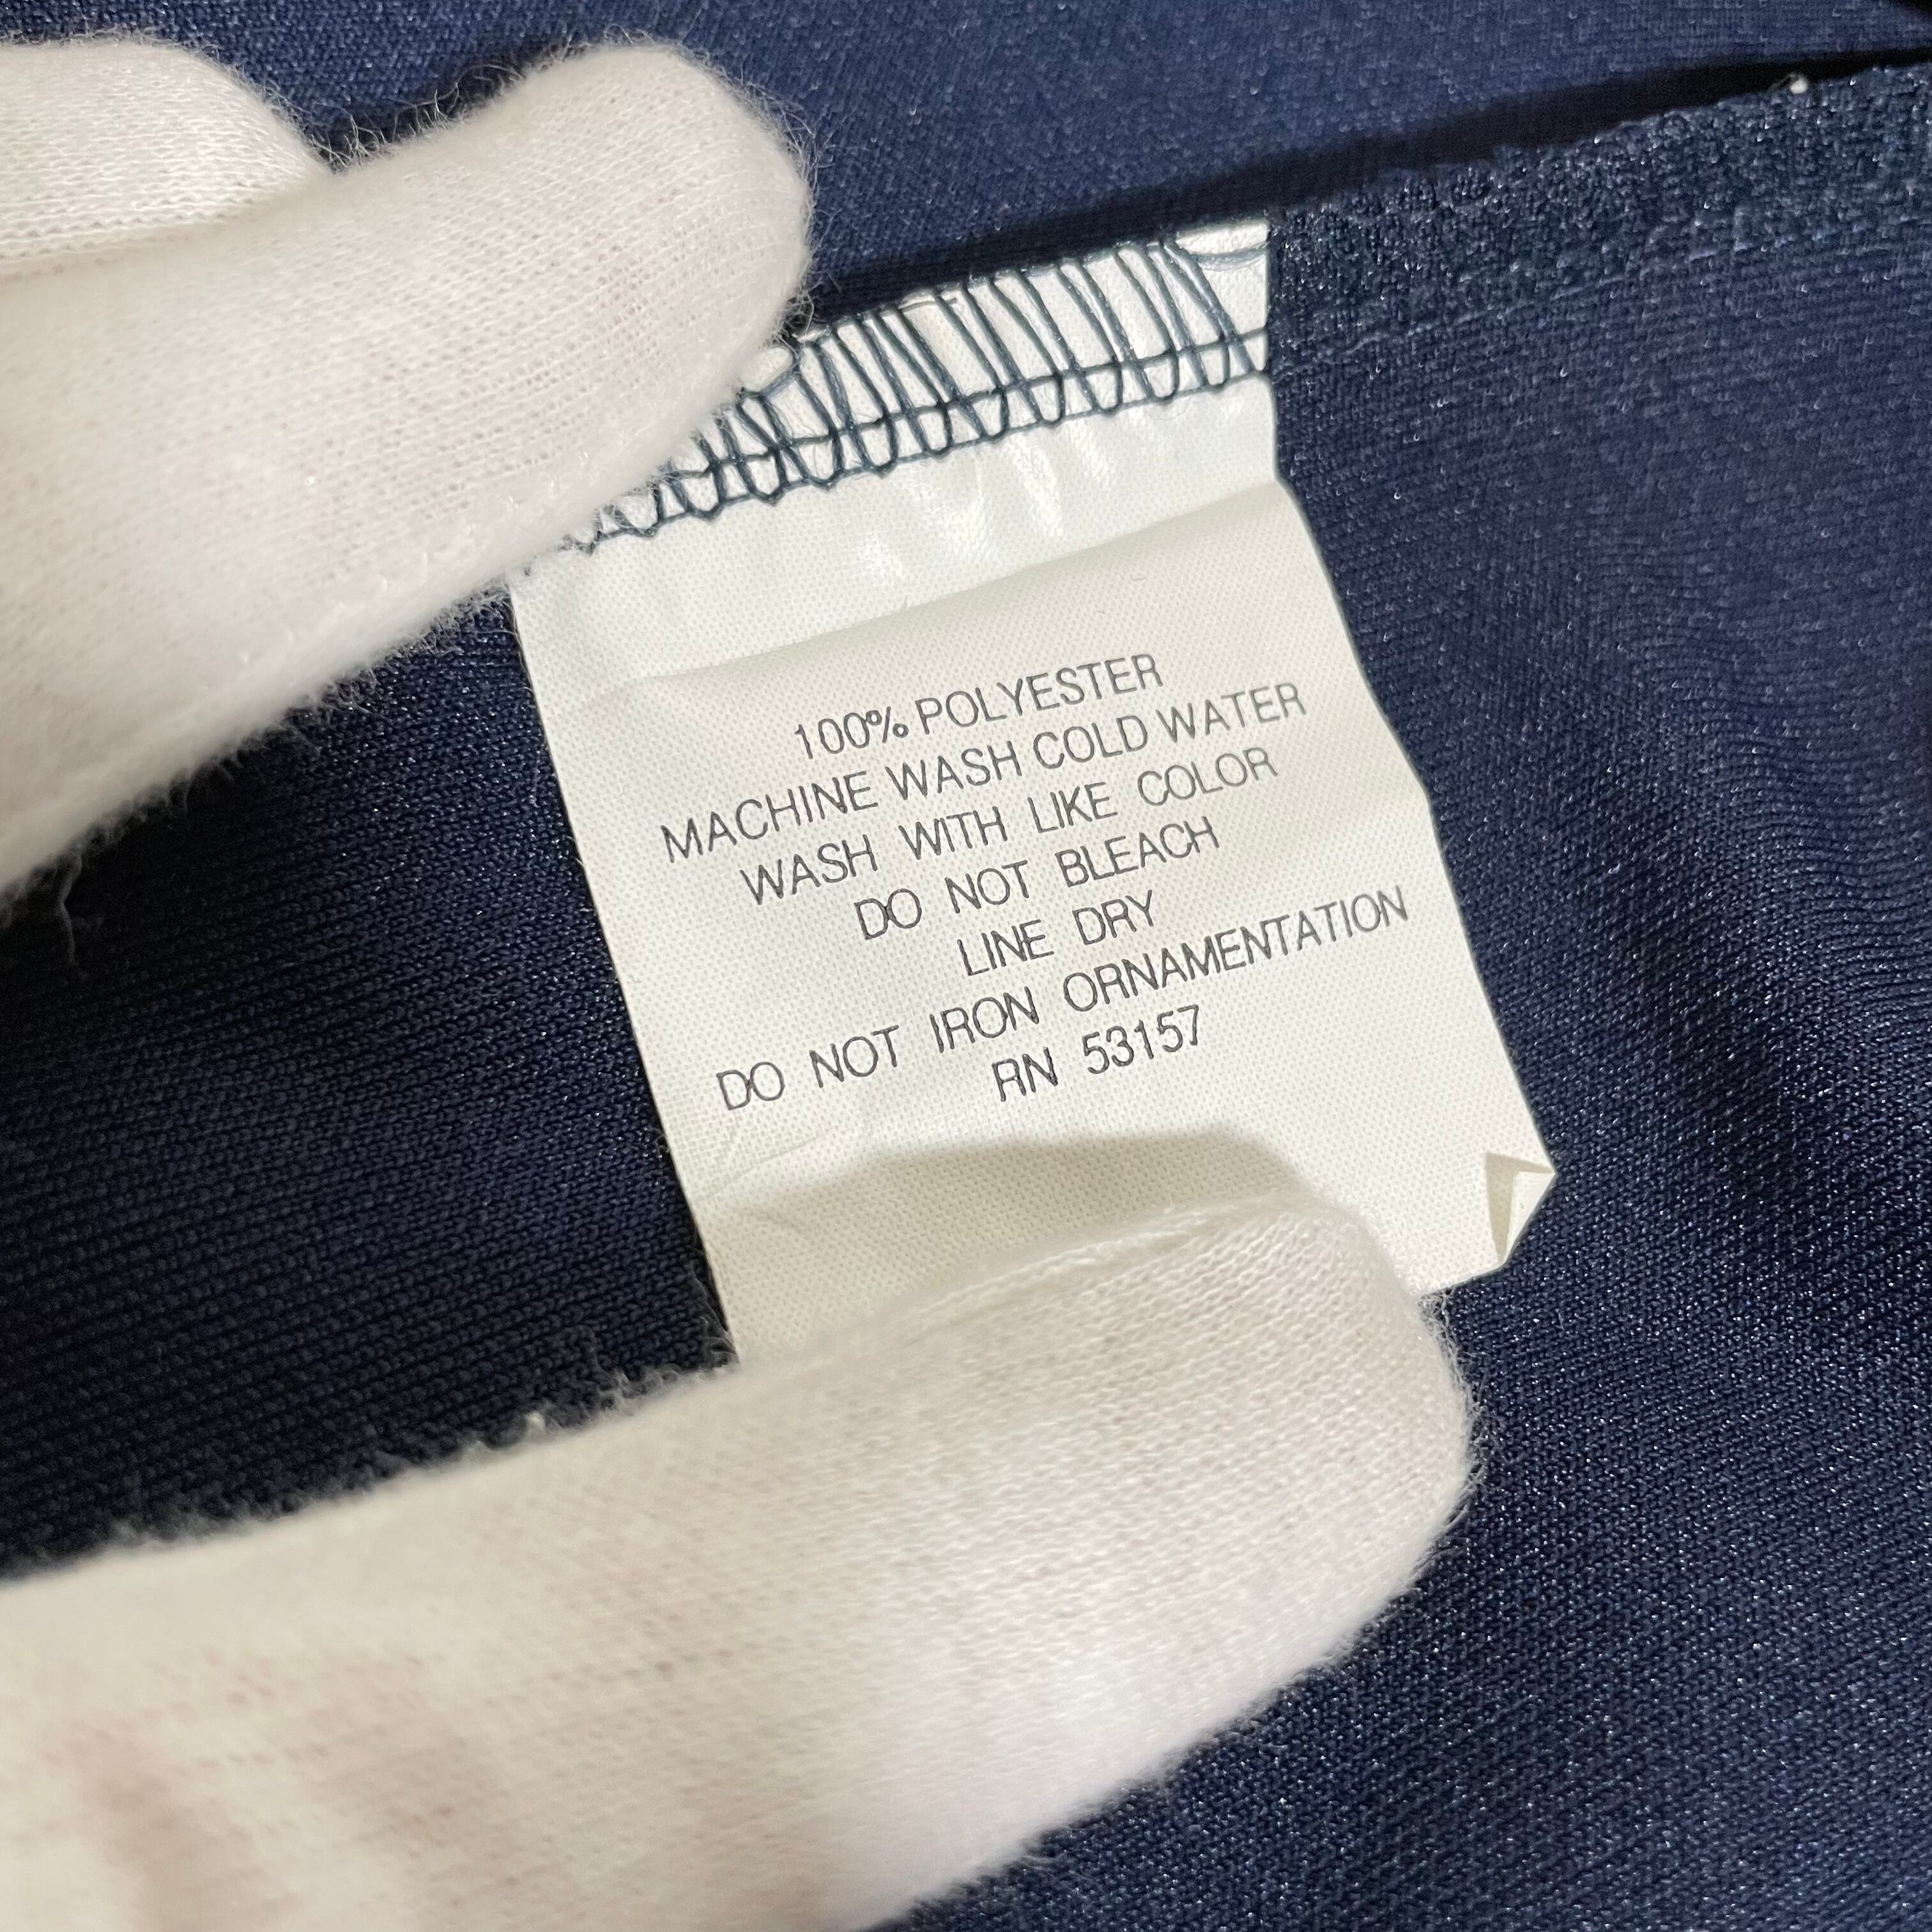 100% POLYESTER
MACHINE WASH COLD WATER
WASH WITH LIKE COLOR
DO NOT BLEACH
LINE DRY
DO NOT IRON ORNAMENTATION
RN 53157